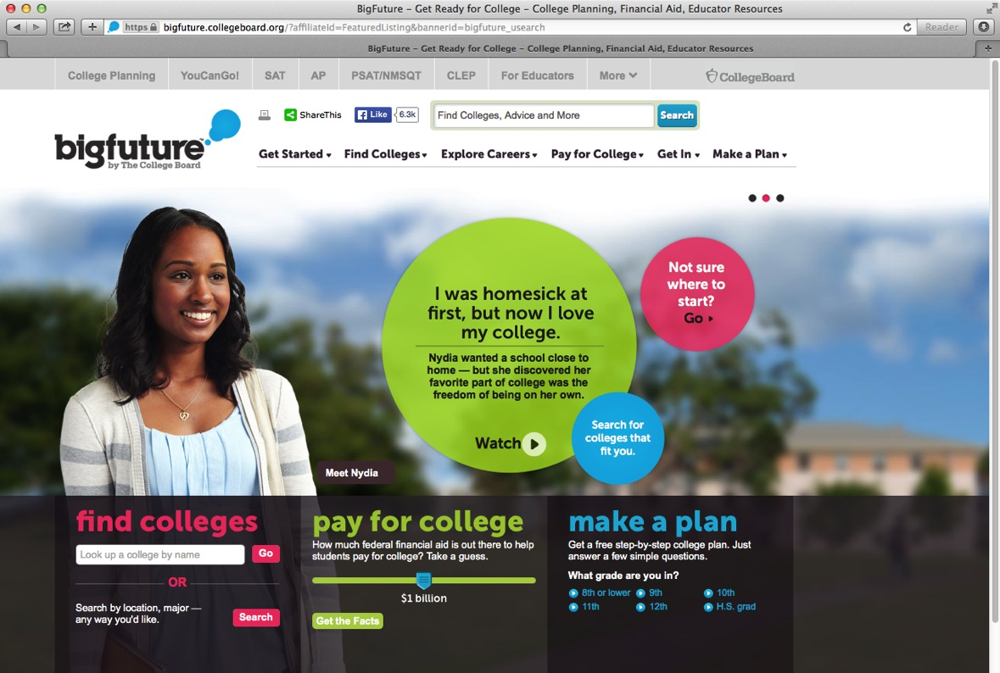 BigFuture – Get Ready for College – College Planning, Financial Aid, Educator Resources
https bigfuture.collegeboard.org/?affiliateId=FeaturedListing&bannerid=bigfuture_usearch
Reader
BigFuture – Get Ready for College – College Planning, Financial Aid, Educator Resources
College Planning YouCanGo! SAT AP PSAT/NMSQT CLEP For Educators More CollegeBoard
ShareThis Like 6.3k Find Colleges, Advice and More Search
bigfuture™
by The College Board
Get Started Find Colleges Explore Careers Pay for College Get In Make a Plan
I was homesick at
first, but now I love
my college.
Nydia wanted a school close to
home — but she discovered her
favorite part of college was the
freedom of being on her own.
Watch
Not sure
where to
start?
Go
Search for
colleges that
fit you.
Meet Nydia
find colleges
Look up a college by name Go
OR
Search by location, major —
any way you'd like.
Search
pay for college
How much federal financial aid is out there to help
students pay for college? Take a guess.
$1 billion
Get the Facts
make a plan
Get a free step-by-step college plan. Just
answer a few simple questions.
What grade are you in?
8th or lower 9th 10th
11th 12th H.S. grad